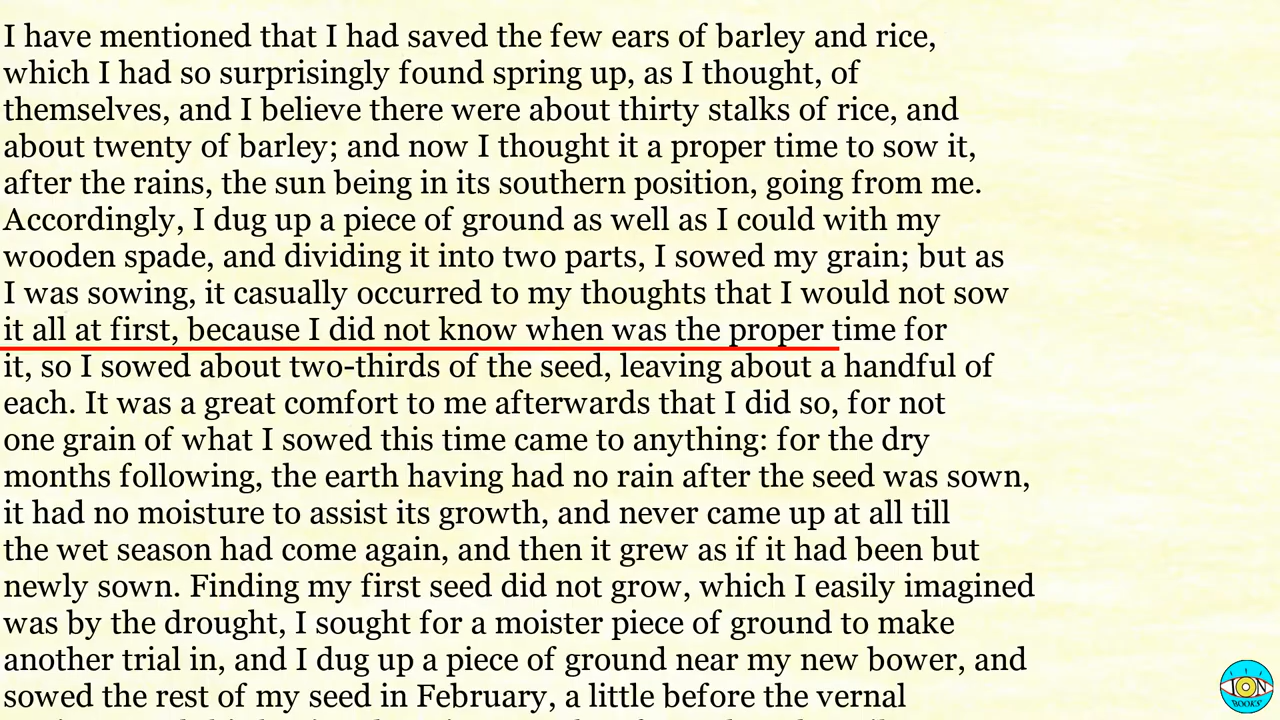 I have mentioned that I had saved the few ears of barley and rice,
which I had so surprisingly found spring up, as I thought, of
themselves, and I believe there were about thirty stalks of rice, and
about twenty of barley; and now I thought it a proper time to sow it,
after the rains, the sun being in its southern position, going from me.
Accordingly, I dug up a piece of ground as well as I could with my
wooden spade, and dividing it into two parts, I sowed my grain; but as
I was sowing, it casually occurred to my thoughts that I would not sow
it all at first, because I did not know when was the proper time for
it, so I sowed about two-thirds of the seed, leaving about a handful of
each. It was a great comfort to me afterwards that I did so, for not
one grain of what I sowed this time came to anything: for the dry
months following, the earth having had no rain after the seed was sown,
it had no moisture to assist its growth, and never came up at all till
the wet season had come again, and then it grew as if it had been but
newly sown. Finding my first seed did not grow, which I easily imagined
was by the drought, I sought for a moister piece of ground to make
another trial in, and I dug up a piece of ground near my new bower, and
sowed the rest of my seed in February, a little before the vernal
ION
BOOKS